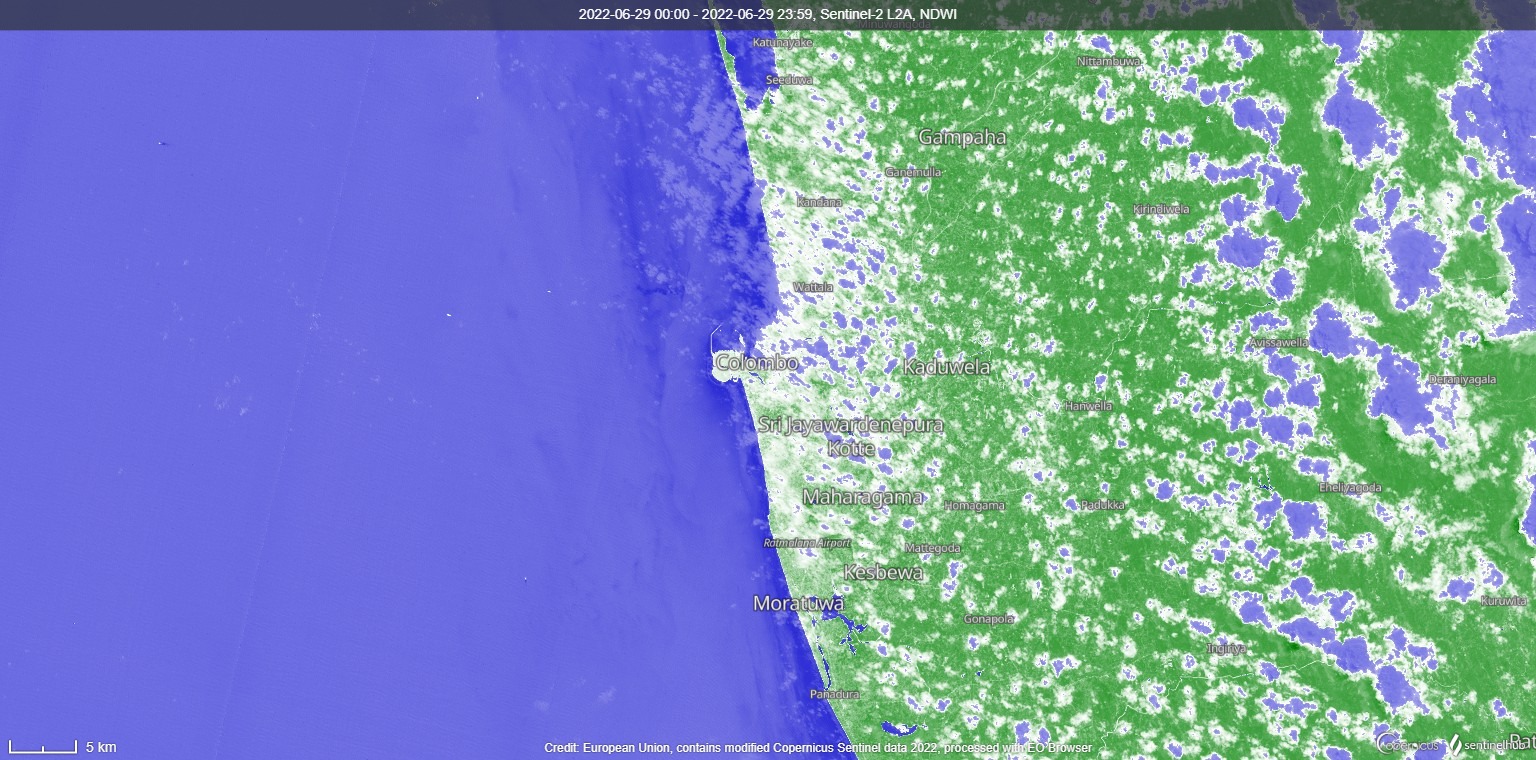 2022-06-29 00:00 - 2022-06-29 23:59, Sentinel-2 L2A, NDWI
Minuwangoda
Katunayake
Nittambuwa
Seeduwa
Gampaha
Ganemulla
Kandana
Kirindiwela
Wattala
Avissawella
Colombo
Kaduwela
Deraniyagala
Hanwella
Sri Jayawardenepura
Kotte
Maharagama
Eheliyagoda
Homagama
Padukka
Ratmalana Airport
Mattegoda
Kesbewa
Moratuwa
Kuruwita
Gonapola
Ingiriya
Panadura
5 km
Credit: European Union, contains modified Copernicus Sentinel data 2022, processed with EO Browser
opernicus
sentinelhub
Rat